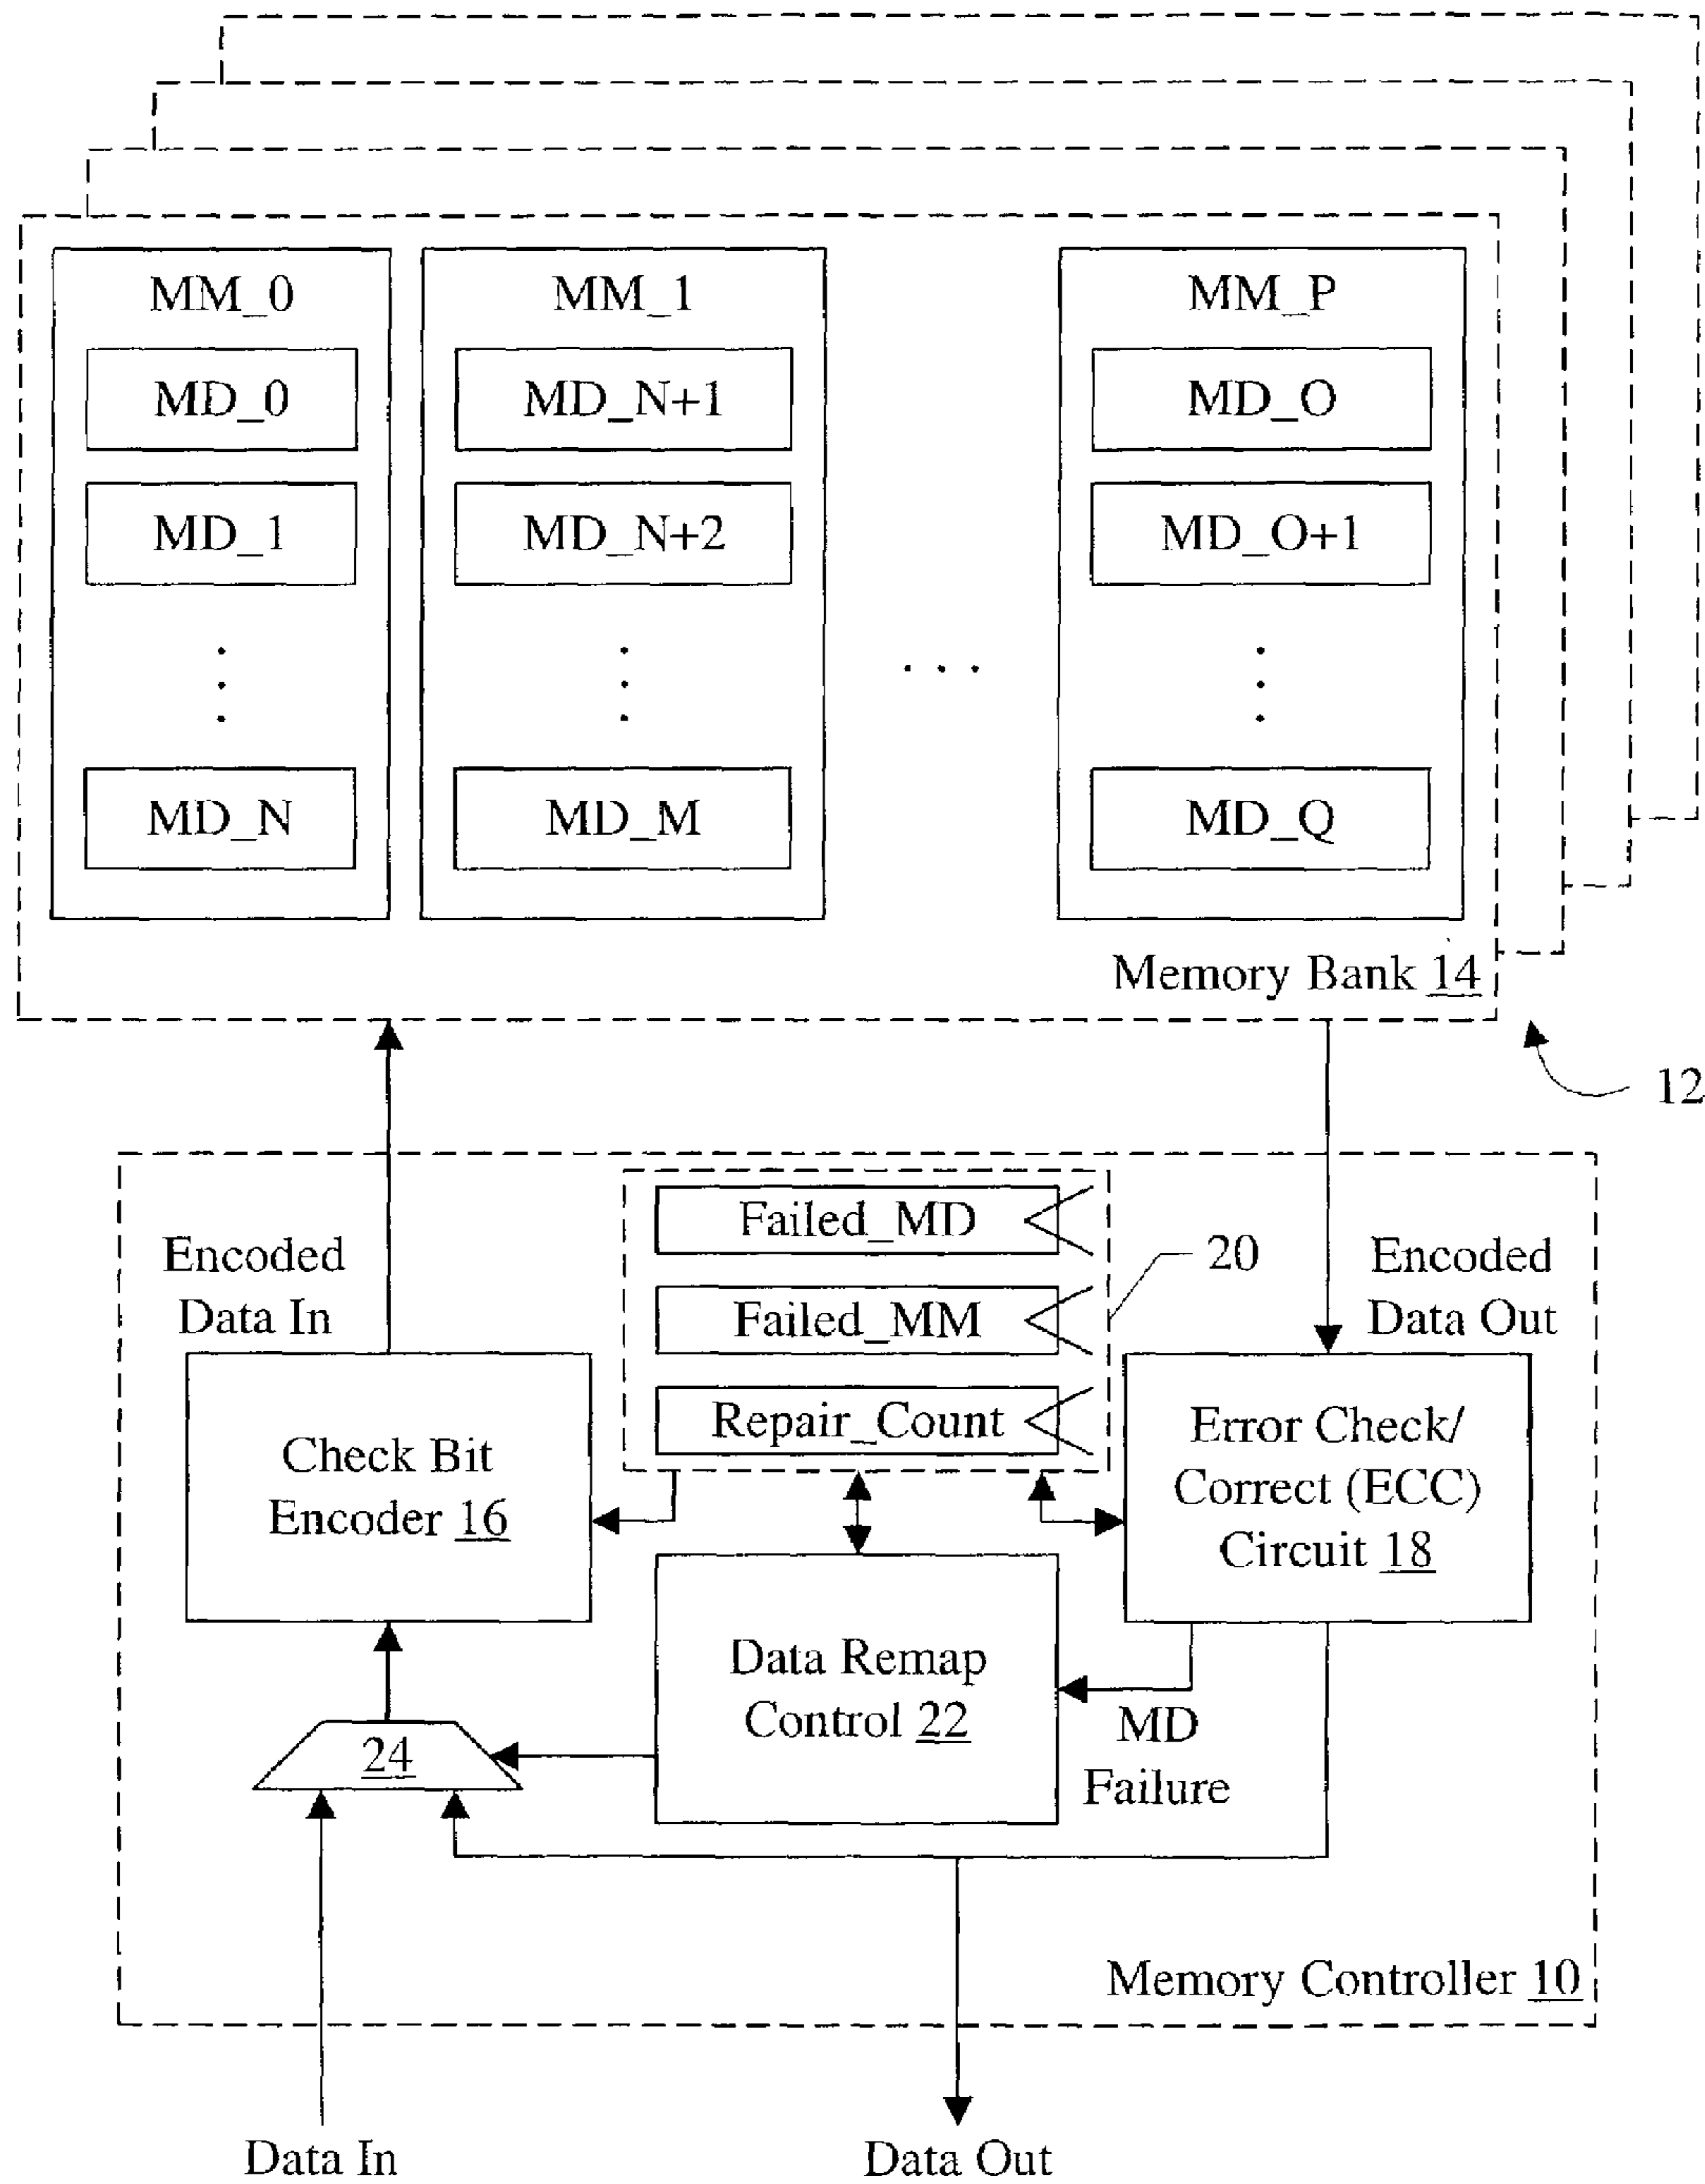 MM_0
MM_1
MM_P
MD_0
MD_N+1
MD_O
MD_1
MD_N+2
MD_O+1
. . .
MD_N
MD_M
MD_Q
Memory Bank 14
12
Failed_MD
Failed_MM
Repair_Count
20
Encoded
Data In
Encoded
Data Out
Check Bit
Encoder 16
Error Check/
Correct (ECC)
Circuit 18
Data Remap
Control 22
MD
Failure
24
Memory Controller 10
Data In
Data Out